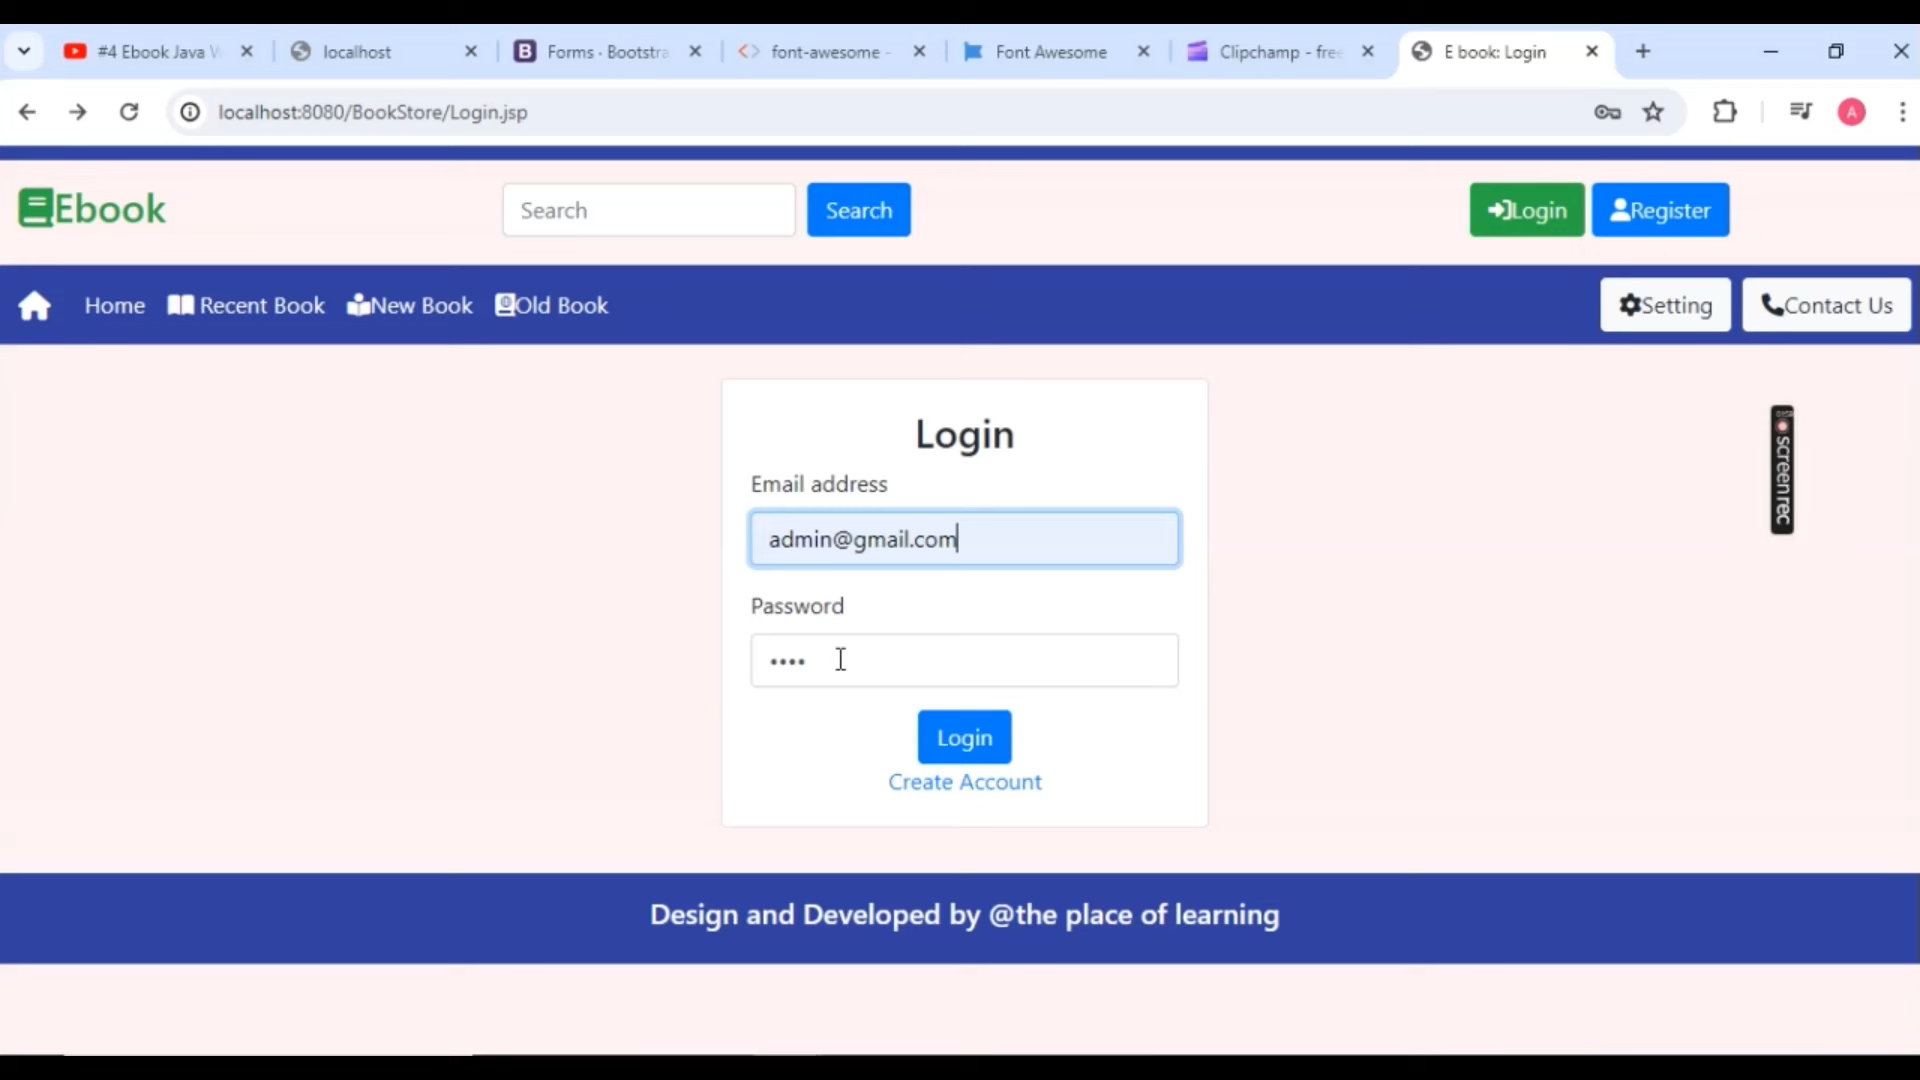 #4 Ebook Java W
localhost
Forms · Bootstra
font-awesome -
Font Awesome
Clipchamp - free
E book: Login
localhost:8080/BookStore/Login.jsp
A
Ebook
Search
Search
Login
Register
Home
Recent Book
New Book
Old Book
Setting
Contact Us
Login
Email address
admin@gmail.com
Password
••••
Login
Create Account
screenrec
Design and Developed by @the place of learning